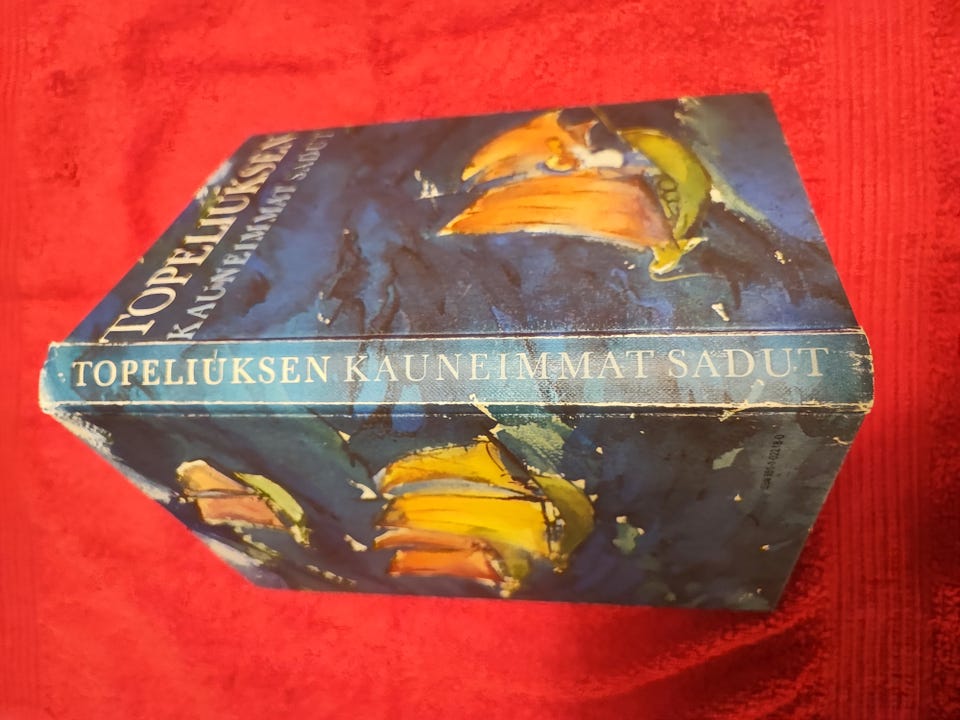 TOPELIUKSEN
KAUNEIMMAT SADUT
TOPELIUKSEN KAUNEIMMAT SADUT